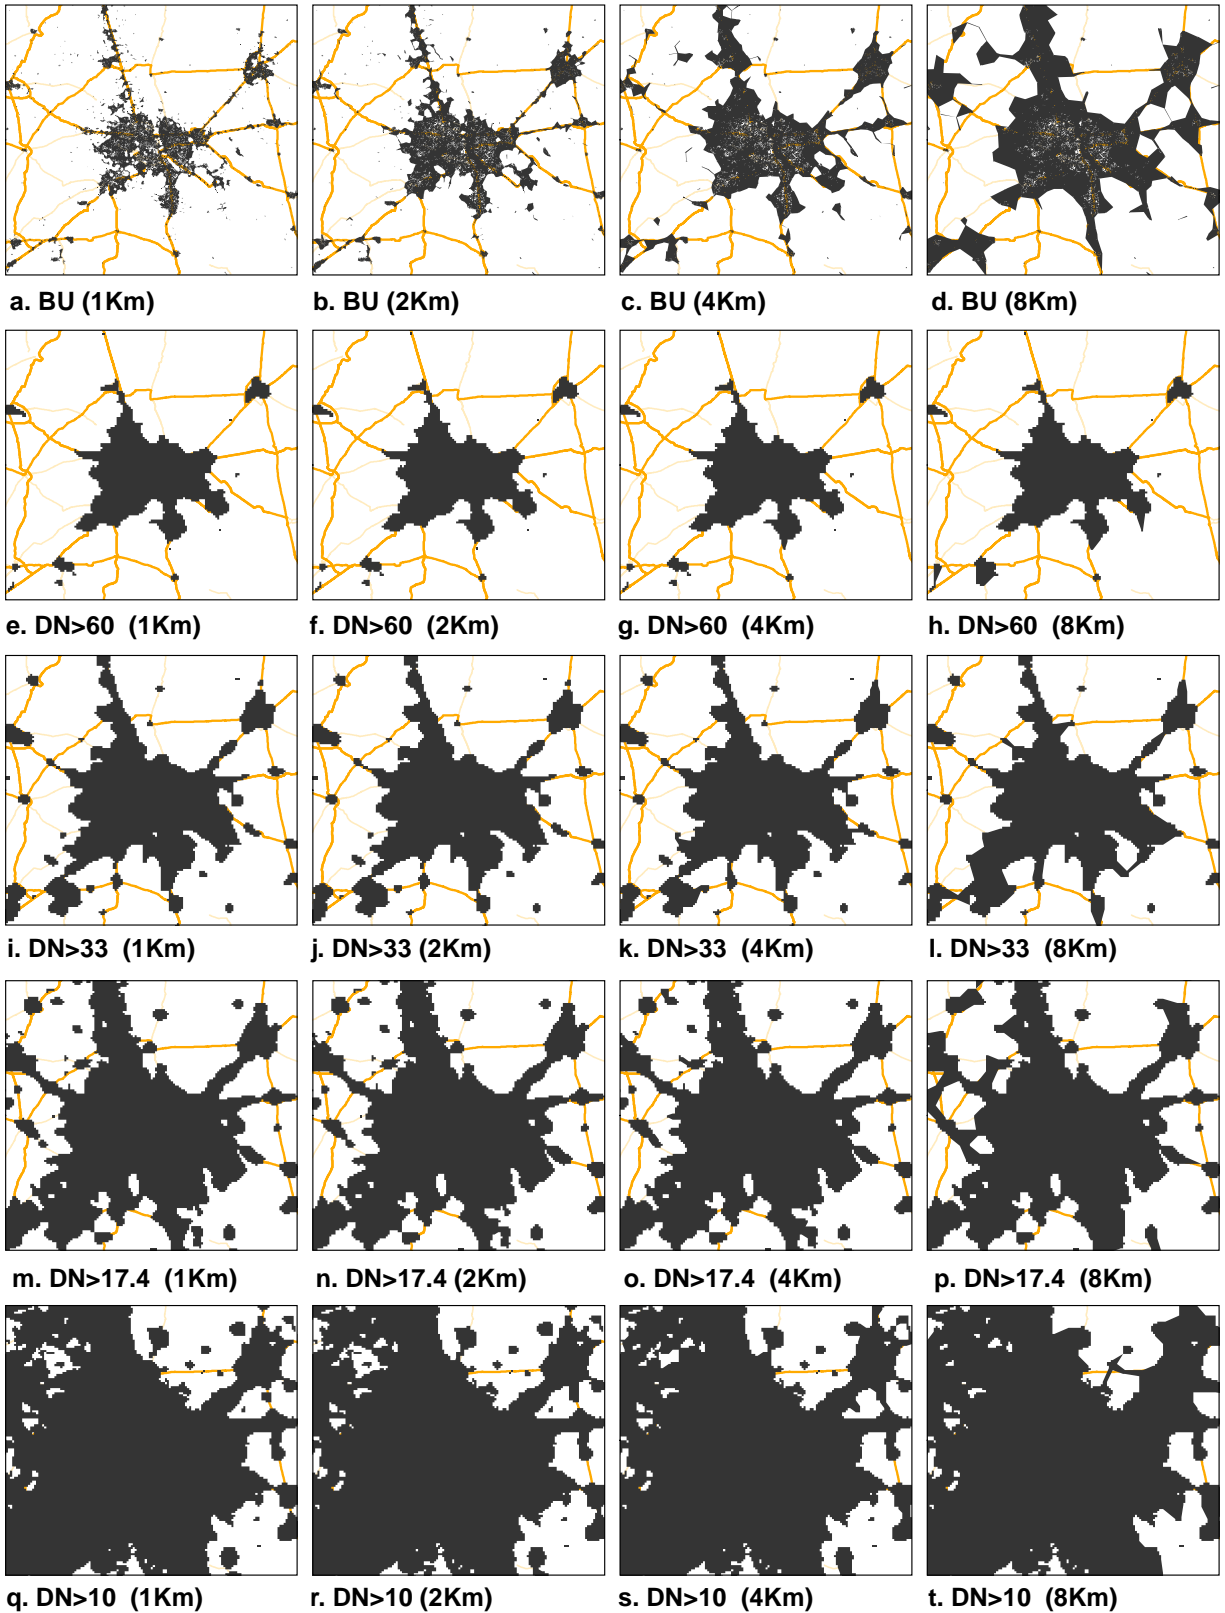 a. BU (1Km)
b. BU (2Km)
c. BU (4Km)
d. BU (8Km)
e. DN>60 (1Km)
f. DN>60 (2Km)
g. DN>60 (4Km)
h. DN>60 (8Km)
i. DN>33 (1Km)
j. DN>33 (2Km)
k. DN>33 (4Km)
l. DN>33 (8Km)
m. DN>17.4 (1Km)
n. DN>17.4 (2Km)
o. DN>17.4 (4Km)
p. DN>17.4 (8Km)
q. DN>10 (1Km)
r. DN>10 (2Km)
s. DN>10 (4Km)
t. DN>10 (8Km)